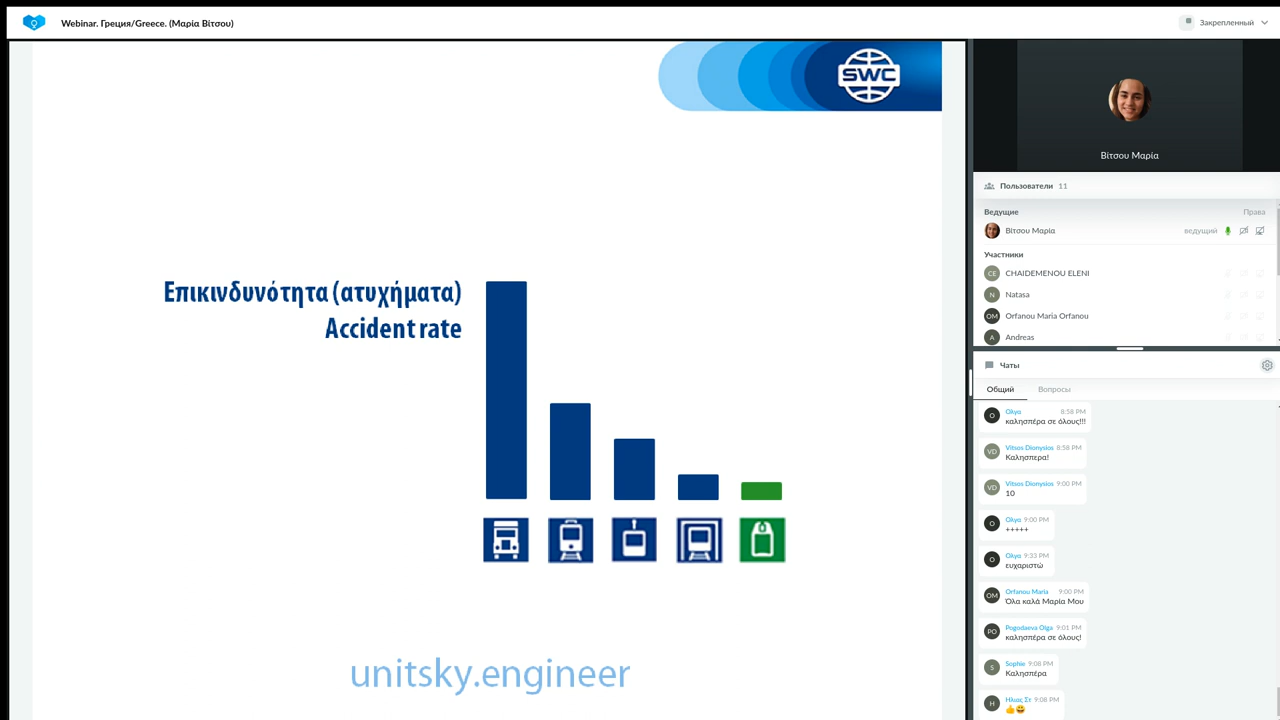 Webinar. Греция/Greece. (Μαρία Βίτσου)
Закрепленный
SWC
Επικινδυνότητα (ατυχήματα)
Accident rate
unitsky.engineer
Βίτσου Μαρία
Пользователи 11
Ведущие Права
Βίτσου Μαρία ведущий
Участники
CE CHAIDEMENOU ELENI
N Natasa
OM Orfanou Maria Orfanou
A Andreas
Чаты
Общий Вопросы
O Olya 8:58 PM
καλησπέρα σε όλους!!!
VD Vitsos Dionysios 8:58 PM
Καλησπερα!
VD Vitsos Dionysios 9:00 PM
10
O Olya 9:00 PM
+++++
O Olya 9:33 PM
ευχαριστώ
OM Orfanou Maria 9:00 PM
Όλα καλά Μαρία Μου
PO Pogodaeva Olga 9:01 PM
καλησπέρα σε όλους!
S Sophie 9:08 PM
Καλησπέρα
H Ηλιας Στ 9:08 PM
👍😃